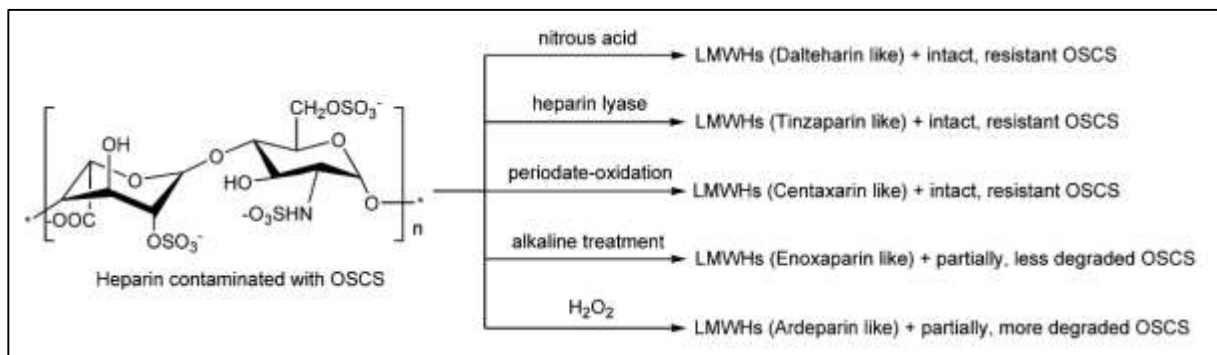 nitrous acid
LMWHs (Dalteharin like) + intact, resistant OSCS
heparin lyase
LMWHs (Tinzaparin like) + intact, resistant OSCS
periodate-oxidation
LMWHs (Centaxarin like) + intact, resistant OSCS
alkaline treatment
LMWHs (Enoxaparin like) + partially, less degraded OSCS
H₂O₂
LMWHs (Ardeparin like) + partially, more degraded OSCS
CH₂OSO₃⁻
OH
O
O
O
HO
*
-OOC
-O₃SHN
O
*
OSO₃⁻
n
Heparin contaminated with OSCS